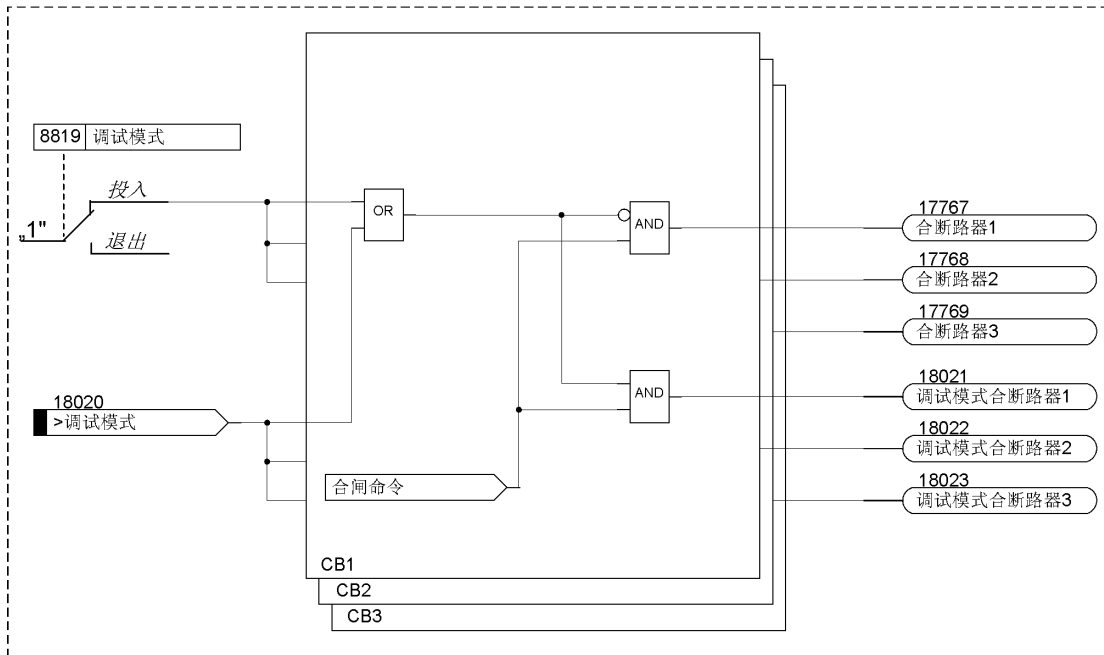 8819 调试模式
投入
„1"
退出
OR
AND
17767
合断路器1
17768
合断路器2
17769
合断路器3
18020
>调试模式
AND
18021
调试模式合断路器1
18022
调试模式合断路器2
18023
调试模式合断路器3
合闸命令
CB1
CB2
CB3